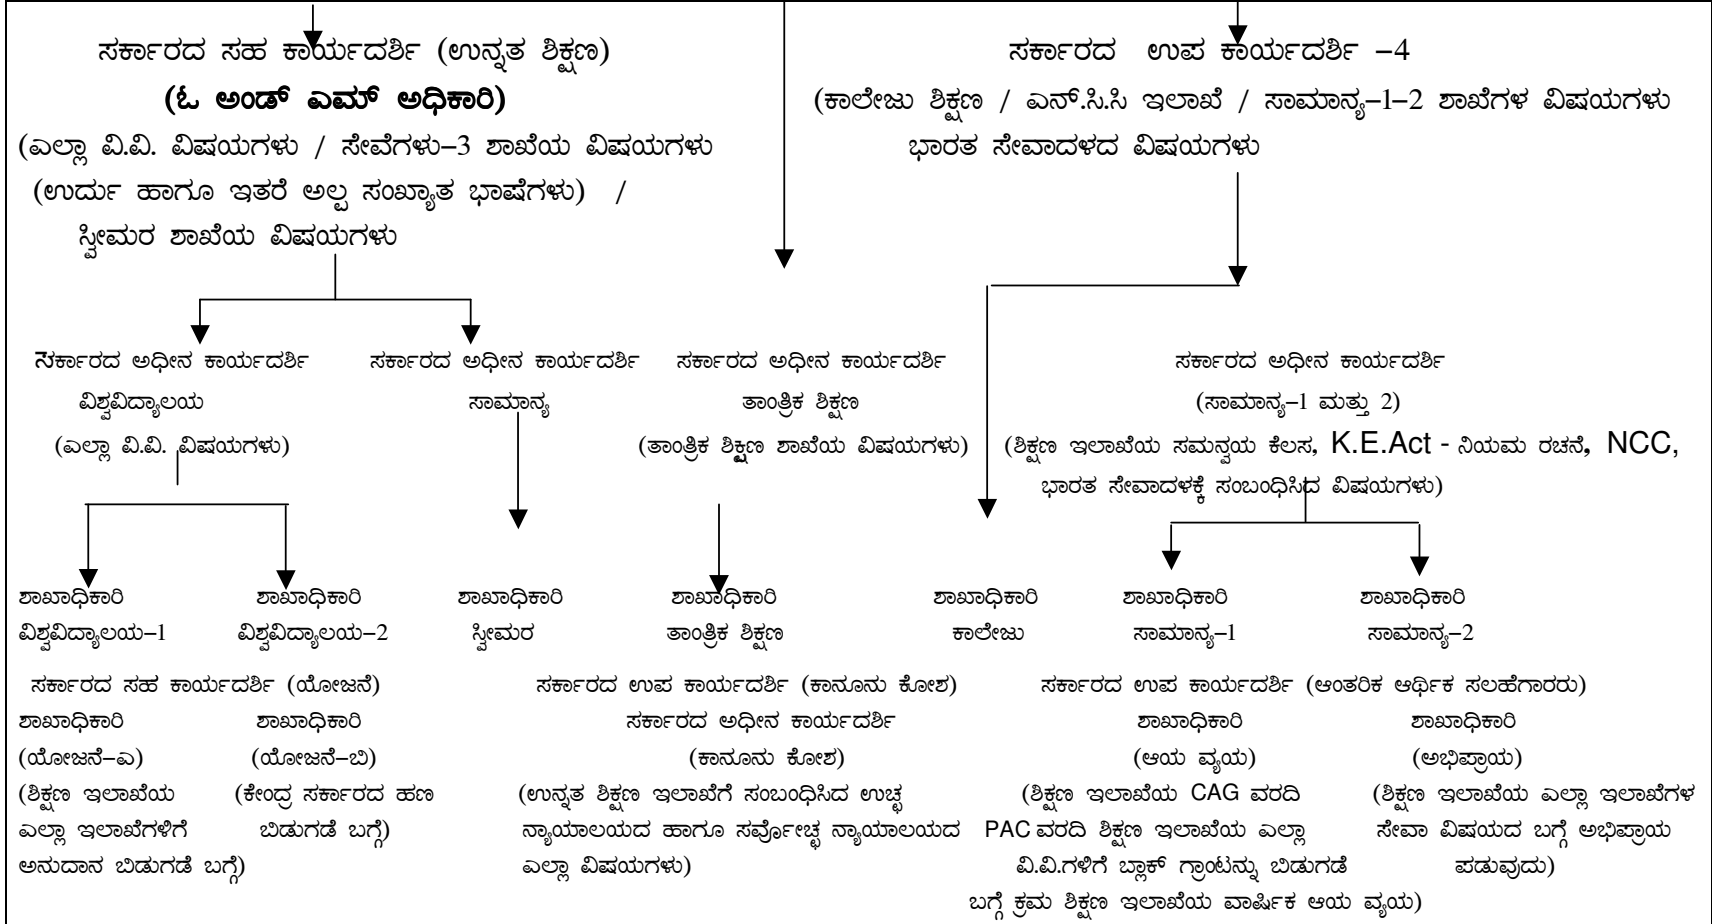 ಸರ್ಕಾರದ ಸಹ ಕಾರ್ಯದರ್ಶಿ (ಉನ್ನತ ಶಿಕ್ಷಣ)
(ಓ ಅಂಡ್ ಎಮ್ ಅಧಿಕಾರಿ)
(ಎಲ್ಲಾ ವಿ.ವಿ. ವಿಷಯಗಳು / ಸೇವೆಗಳು–3 ಶಾಖೆಯ ವಿಷಯಗಳು
(ಉರ್ದು ಹಾಗೂ ಇತರೆ ಅಲ್ಪ ಸಂಖ್ಯಾತ ಭಾಷೆಗಳು) /
ಸ್ವೀಮರ ಶಾಖೆಯ ವಿಷಯಗಳು
ಸರ್ಕಾರದ ಉಪ ಕಾರ್ಯದರ್ಶಿ –4
(ಕಾಲೇಜು ಶಿಕ್ಷಣ / ಎನ್.ಸಿ.ಸಿ ಇಲಾಖೆ / ಸಾಮಾನ್ಯ–1–2 ಶಾಖೆಗಳ ವಿಷಯಗಳು
ಭಾರತ ಸೇವಾದಳದ ವಿಷಯಗಳು
ಸರ್ಕಾರದ ಅಧೀನ ಕಾರ್ಯದರ್ಶಿ
ವಿಶ್ವವಿದ್ಯಾಲಯ
(ಎಲ್ಲಾ ವಿ.ವಿ. ವಿಷಯಗಳು)
ಸರ್ಕಾರದ ಅಧೀನ ಕಾರ್ಯದರ್ಶಿ
ಸಾಮಾನ್ಯ
ಸರ್ಕಾರದ ಅಧೀನ ಕಾರ್ಯದರ್ಶಿ
ತಾಂತ್ರಿಕ ಶಿಕ್ಷಣ
(ತಾಂತ್ರಿಕ ಶಿಕ್ಷಣ ಶಾಖೆಯ ವಿಷಯಗಳು)
ಸರ್ಕಾರದ ಅಧೀನ ಕಾರ್ಯದರ್ಶಿ
(ಸಾಮಾನ್ಯ–1 ಮತ್ತು 2)
(ಶಿಕ್ಷಣ ಇಲಾಖೆಯ ಸಮನ್ವಯ ಕೆಲಸ, K.E.Act - ನಿಯಮ ರಚನೆ, NCC,
ಭಾರತ ಸೇವಾದಳಕ್ಕೆ ಸಂಬಂಧಿಸಿದ ವಿಷಯಗಳು)
ಶಾಖಾಧಿಕಾರಿ
ವಿಶ್ವವಿದ್ಯಾಲಯ–1
ಶಾಖಾಧಿಕಾರಿ
ವಿಶ್ವವಿದ್ಯಾಲಯ–2
ಶಾಖಾಧಿಕಾರಿ
ಸ್ವೀಮರ
ಶಾಖಾಧಿಕಾರಿ
ತಾಂತ್ರಿಕ ಶಿಕ್ಷಣ
ಶಾಖಾಧಿಕಾರಿ
ಕಾಲೇಜು
ಶಾಖಾಧಿಕಾರಿ
ಸಾಮಾನ್ಯ–1
ಶಾಖಾಧಿಕಾರಿ
ಸಾಮಾನ್ಯ–2
ಸರ್ಕಾರದ ಸಹ ಕಾರ್ಯದರ್ಶಿ (ಯೋಜನೆ)
ಶಾಖಾಧಿಕಾರಿ
(ಯೋಜನೆ–ಎ)
(ಶಿಕ್ಷಣ ಇಲಾಖೆಯ
ಎಲ್ಲಾ ಇಲಾಖೆಗಳಿಗೆ
ಅನುದಾನ ಬಿಡುಗಡೆ ಬಗ್ಗೆ)
ಶಾಖಾಧಿಕಾರಿ
(ಯೋಜನೆ–ಬಿ)
(ಕೇಂದ್ರ ಸರ್ಕಾರದ ಹಣ
ಬಿಡುಗಡೆ ಬಗ್ಗೆ)
ಸರ್ಕಾರದ ಉಪ ಕಾರ್ಯದರ್ಶಿ (ಕಾನೂನು ಕೋಶ)
ಸರ್ಕಾರದ ಅಧೀನ ಕಾರ್ಯದರ್ಶಿ
(ಕಾನೂನು ಕೋಶ)
(ಉನ್ನತ ಶಿಕ್ಷಣ ಇಲಾಖೆಗೆ ಸಂಬಂಧಿಸಿದ ಉಚ್ಛ
ನ್ಯಾಯಾಲಯದ ಹಾಗೂ ಸರ್ವೋಚ್ಛ ನ್ಯಾಯಾಲಯದ
ಎಲ್ಲಾ ವಿಷಯಗಳು)
ಸರ್ಕಾರದ ಉಪ ಕಾರ್ಯದರ್ಶಿ (ಆಂತರಿಕ ಆರ್ಥಿಕ ಸಲಹೆಗಾರರು)
ಶಾಖಾಧಿಕಾರಿ
(ಆಯ ವ್ಯಯ)
(ಶಿಕ್ಷಣ ಇಲಾಖೆಯ CAG ವರದಿ
PAC ವರದಿ ಶಿಕ್ಷಣ ಇಲಾಖೆಯ ಎಲ್ಲಾ
ವಿ.ವಿ.ಗಳಿಗೆ ಬ್ಲಾಕ್ ಗ್ರಾಂಟನ್ನು ಬಿಡುಗಡೆ
ಬಗ್ಗೆ ಕ್ರಮ ಶಿಕ್ಷಣ ಇಲಾಖೆಯ ವಾರ್ಷಿಕ ಆಯ ವ್ಯಯ)
ಶಾಖಾಧಿಕಾರಿ
(ಅಭಿಪ್ರಾಯ)
(ಶಿಕ್ಷಣ ಇಲಾಖೆಯ ಎಲ್ಲಾ ಇಲಾಖೆಗಳ
ಸೇವಾ ವಿಷಯದ ಬಗ್ಗೆ ಅಭಿಪ್ರಾಯ
ಪಡುವುದು)